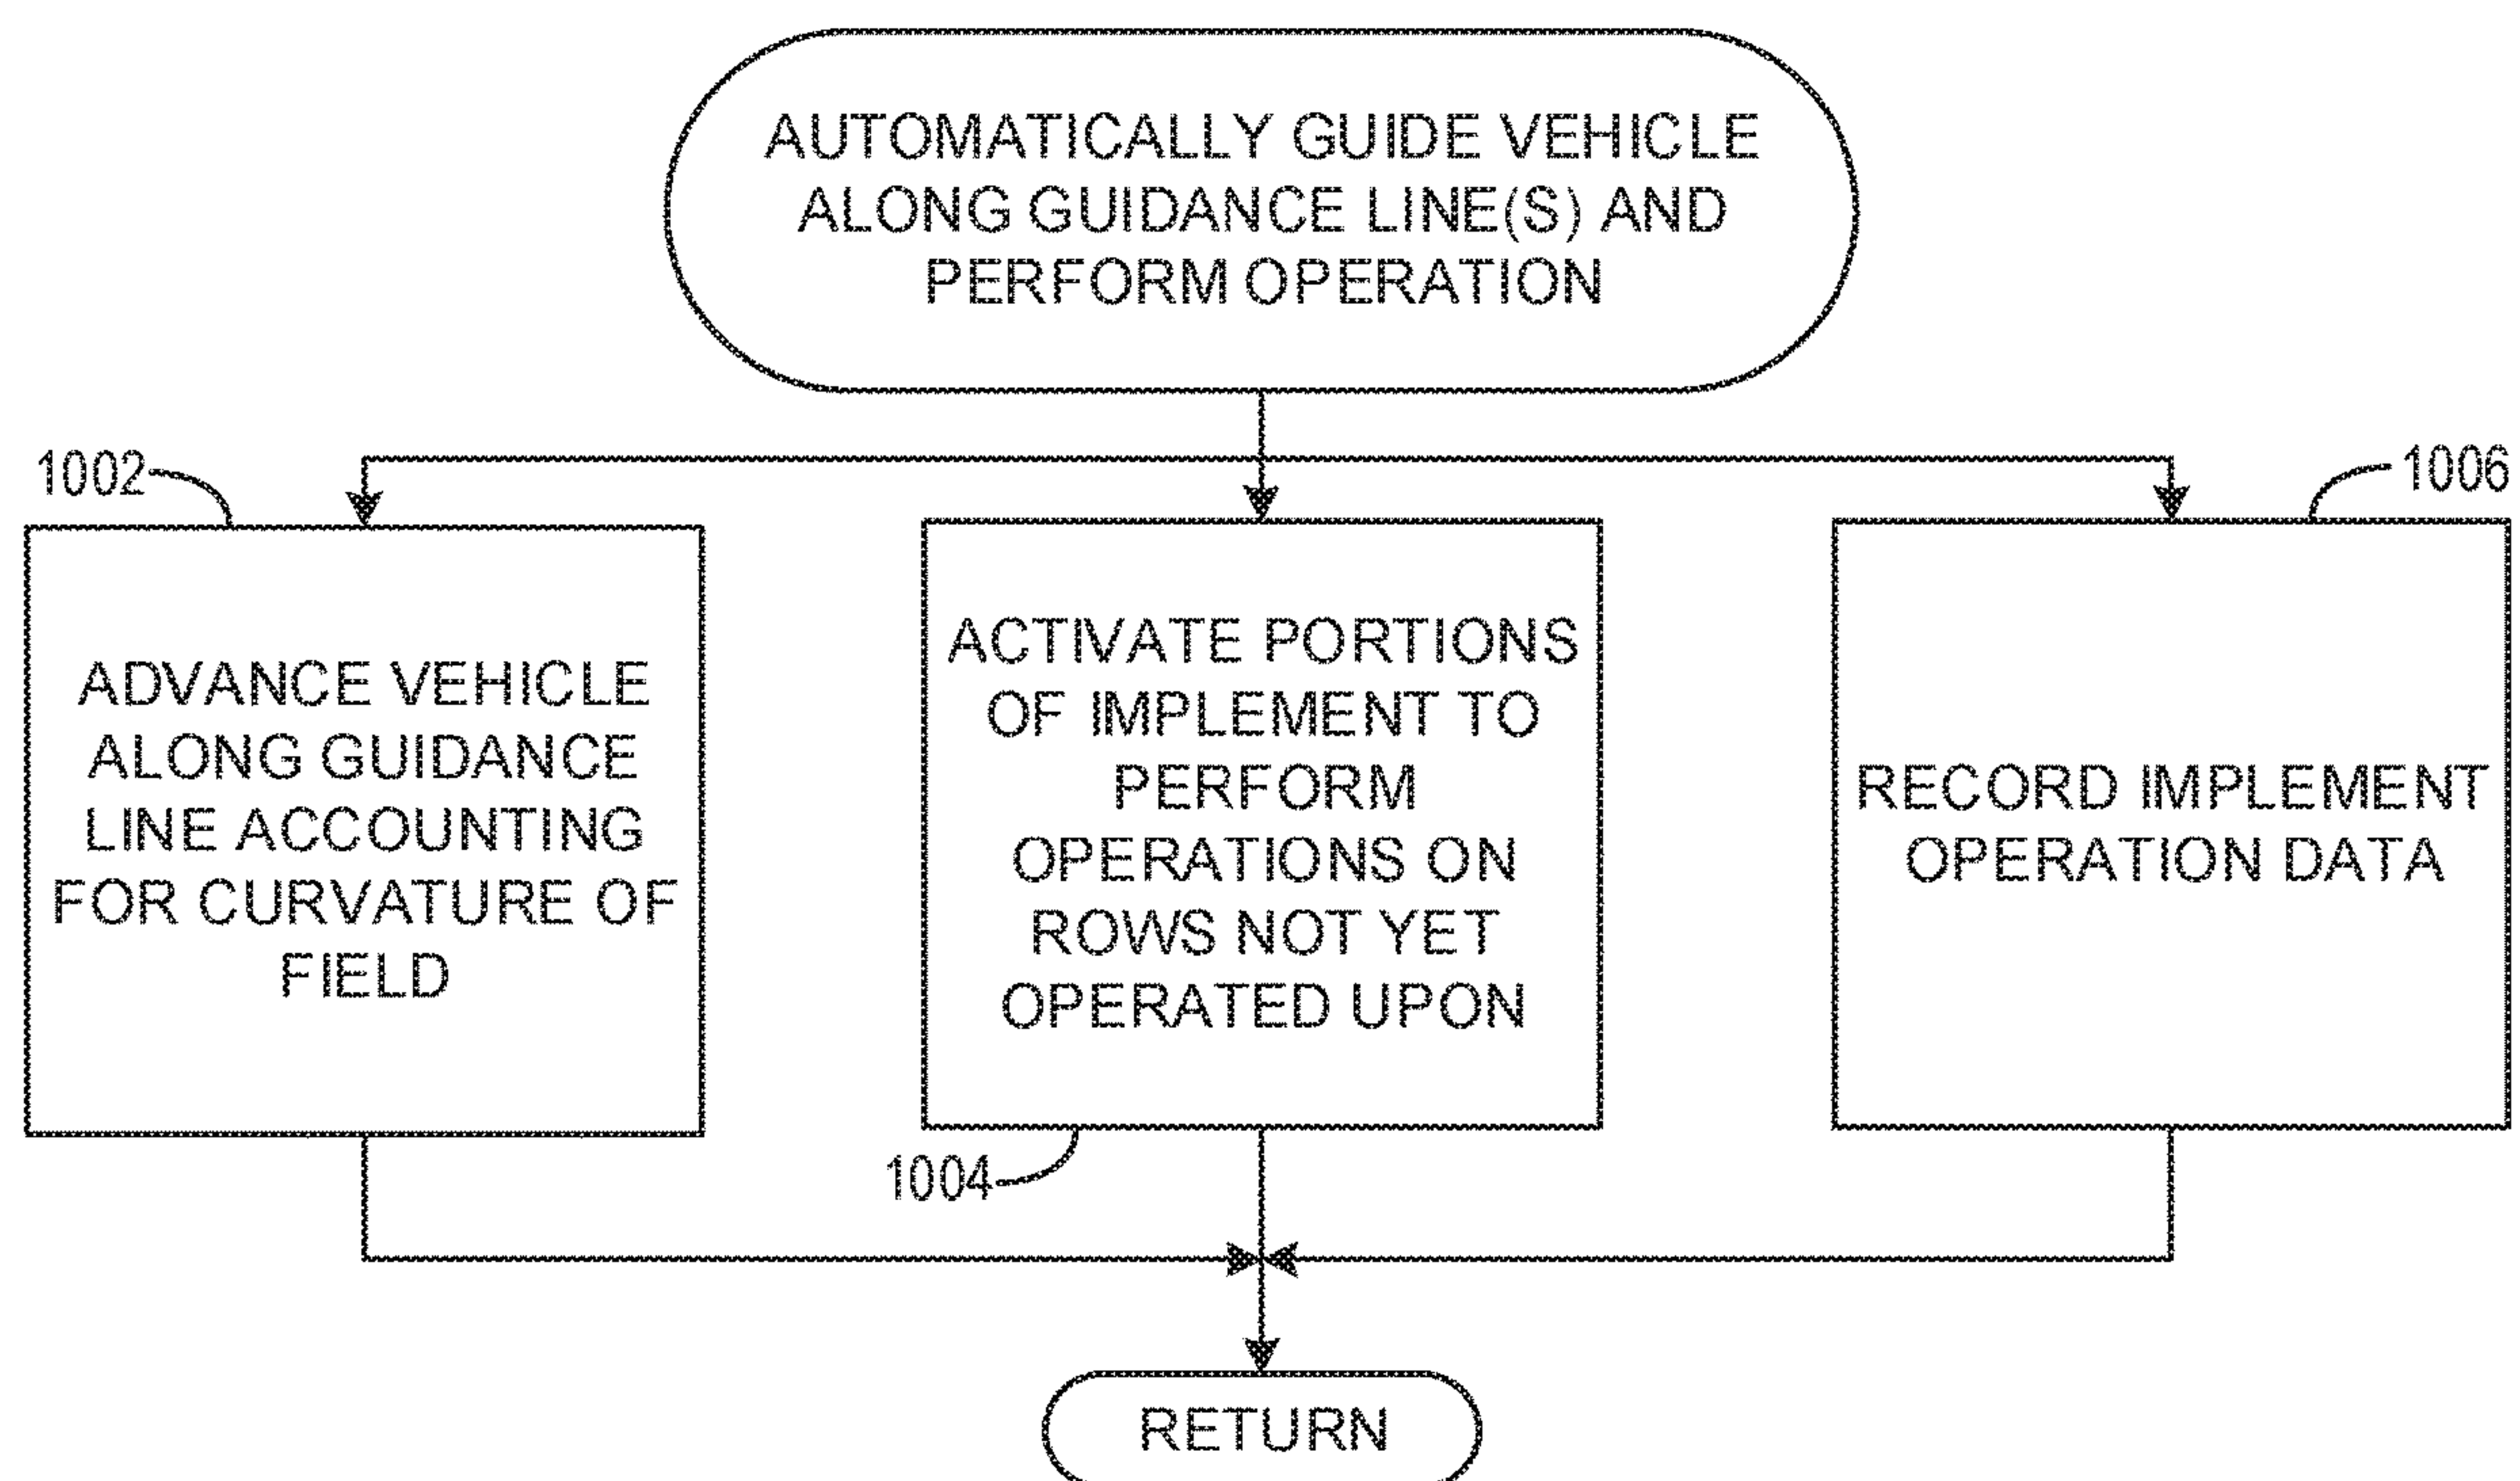 AUTOMATICALLY GUIDE VEHICLE
ALONG GUIDANCE LINE(S) AND
PERFORM OPERATION
1002
1006
ADVANCE VEHICLE
ALONG GUIDANCE
LINE ACCOUNTING
FOR CURVATURE OF
FIELD
ACTIVATE PORTIONS
OF IMPLEMENT TO
PERFORM
OPERATIONS ON
ROWS NOT YET
OPERATED UPON
RECORD IMPLEMENT
OPERATION DATA
1004
RETURN